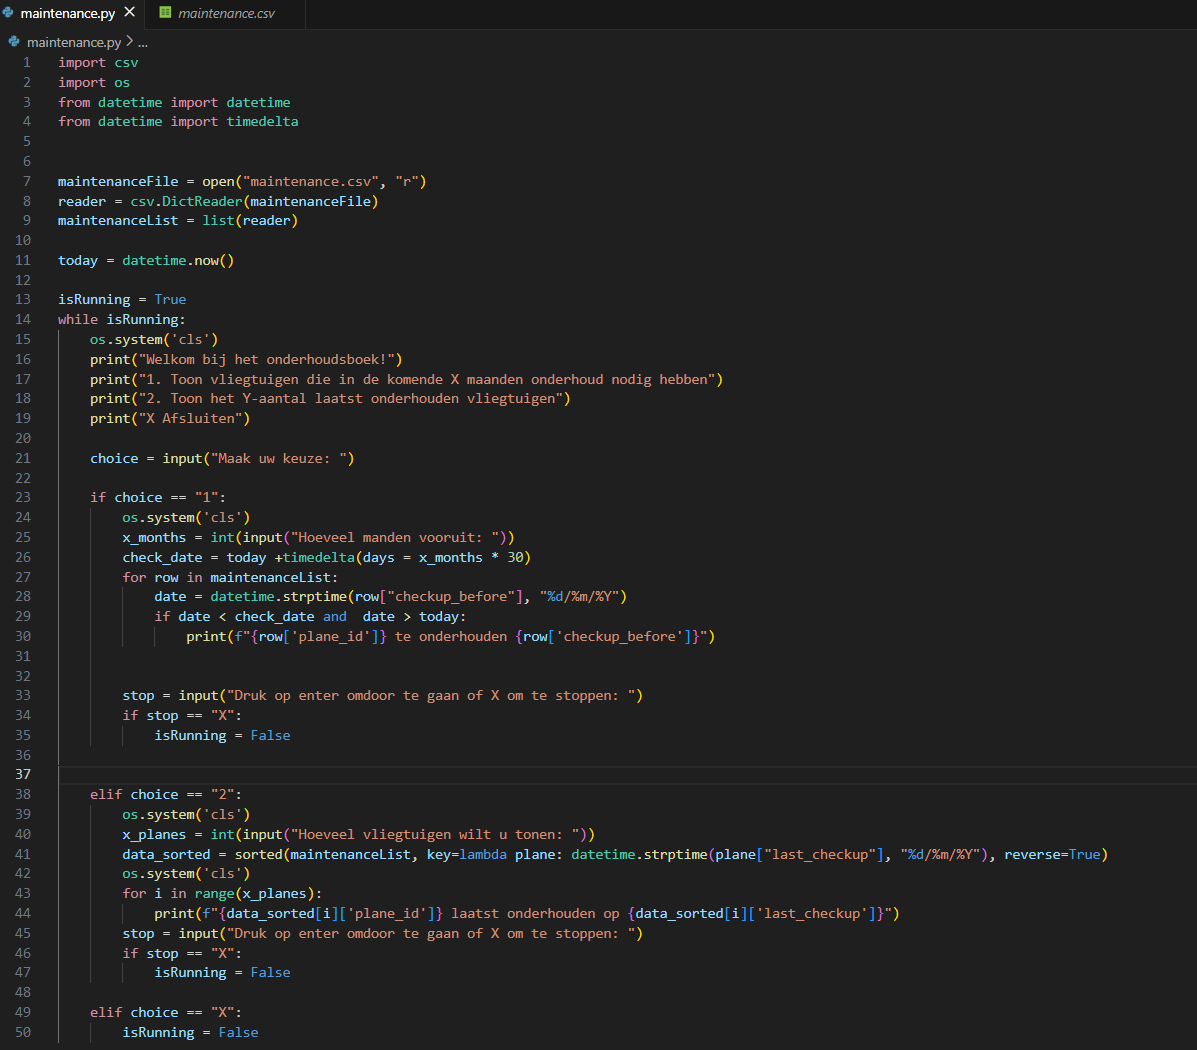 maintenance.py
maintenance.csv
maintenance.py > ...
1 import csv
2 import os
3 from datetime import datetime
4 from datetime import timedelta
5
6
7 maintenanceFile = open("maintenance.csv", "r")
8 reader = csv.DictReader(maintenanceFile)
9 maintenanceList = list(reader)
10
11 today = datetime.now()
12
13 isRunning = True
14 while isRunning:
15     os.system('cls')
16     print("Welkom bij het onderhoudsboek!")
17     print("1. Toon vliegtuigen die in de komende X maanden onderhoud nodig hebben")
18     print("2. Toon het Y-aantal laatst onderhouden vliegtuigen")
19     print("X Afsluiten")
20
21     choice = input("Maak uw keuze: ")
22
23     if choice == "1":
24         os.system('cls')
25         x_months = int(input("Hoeveel manden vooruit: "))
26         check_date = today +timedelta(days = x_months * 30)
27         for row in maintenanceList:
28             date = datetime.strptime(row["checkup_before"], "%d/%m/%Y")
29             if date < check_date and  date > today:
30                 print(f"{row['plane_id']} te onderhouden {row['checkup_before']}")
31
32
33         stop = input("Druk op enter omdoor te gaan of X om te stoppen: ")
34         if stop == "X":
35             isRunning = False
36
37
38     elif choice == "2":
39         os.system('cls')
40         x_planes = int(input("Hoeveel vliegtuigen wilt u tonen: "))
41         data_sorted = sorted(maintenanceList, key=lambda plane: datetime.strptime(plane["last_checkup"], "%d/%m/%Y"), reverse=True)
42         os.system('cls')
43         for i in range(x_planes):
44             print(f"{data_sorted[i]['plane_id']} laatst onderhouden op {data_sorted[i]['last_checkup']}")
45         stop = input("Druk op enter omdoor te gaan of X om te stoppen: ")
46         if stop == "X":
47             isRunning = False
48
49     elif choice == "X":
50         isRunning = False